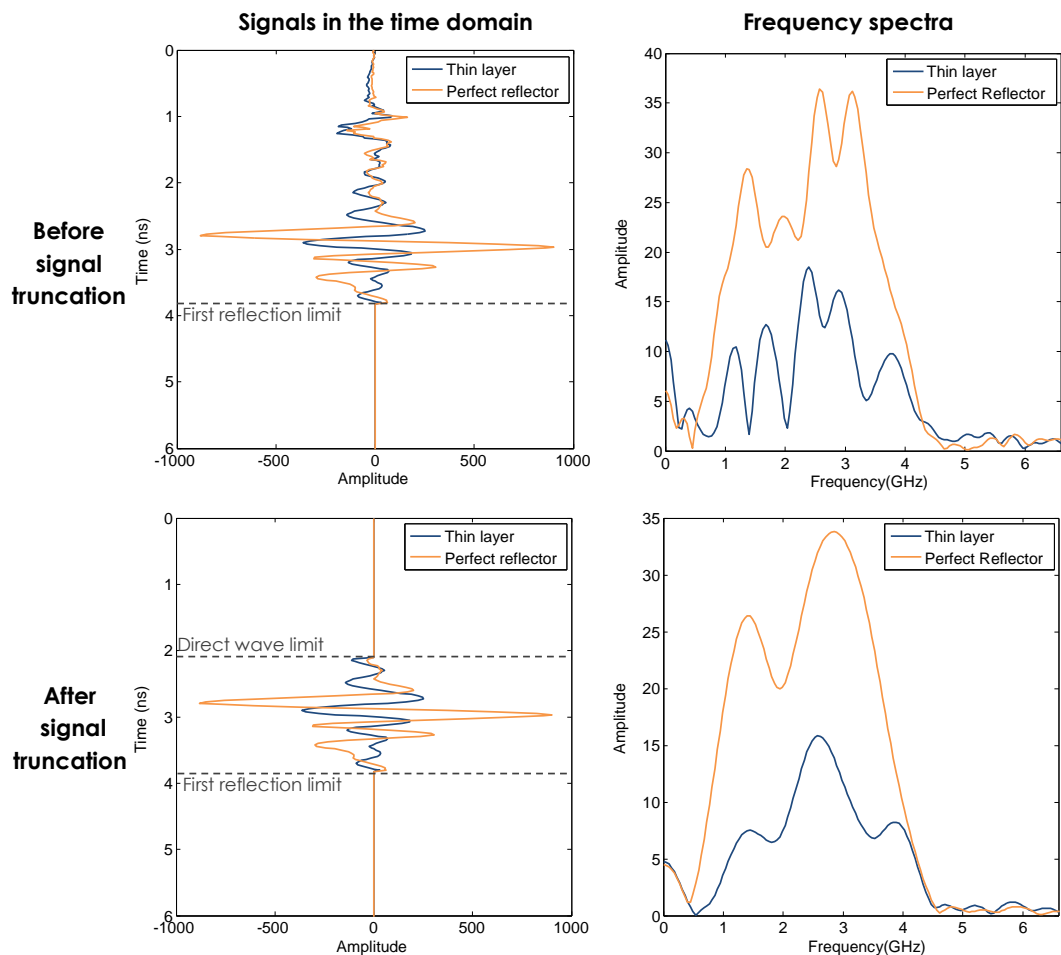 Signals in the time domain
Frequency spectra
Before
signal
truncation
0
1
2
3
4
5
6
-1000
-500
0
500
1000
Time (ns)
Amplitude
Thin layer
Perfect reflector
First reflection limit
40
35
30
25
20
15
10
5
0
0
1
2
3
4
5
6
Amplitude
Frequency(GHz)
Thin layer
Perfect Reflector
After
signal
truncation
0
1
2
3
4
5
6
-1000
-500
0
500
1000
Time (ns)
Amplitude
Thin layer
Perfect reflector
Direct wave limit
First reflection limit
35
30
25
20
15
10
5
0
0
1
2
3
4
5
6
Amplitude
Frequency(GHz)
Thin layer
Perfect Reflector